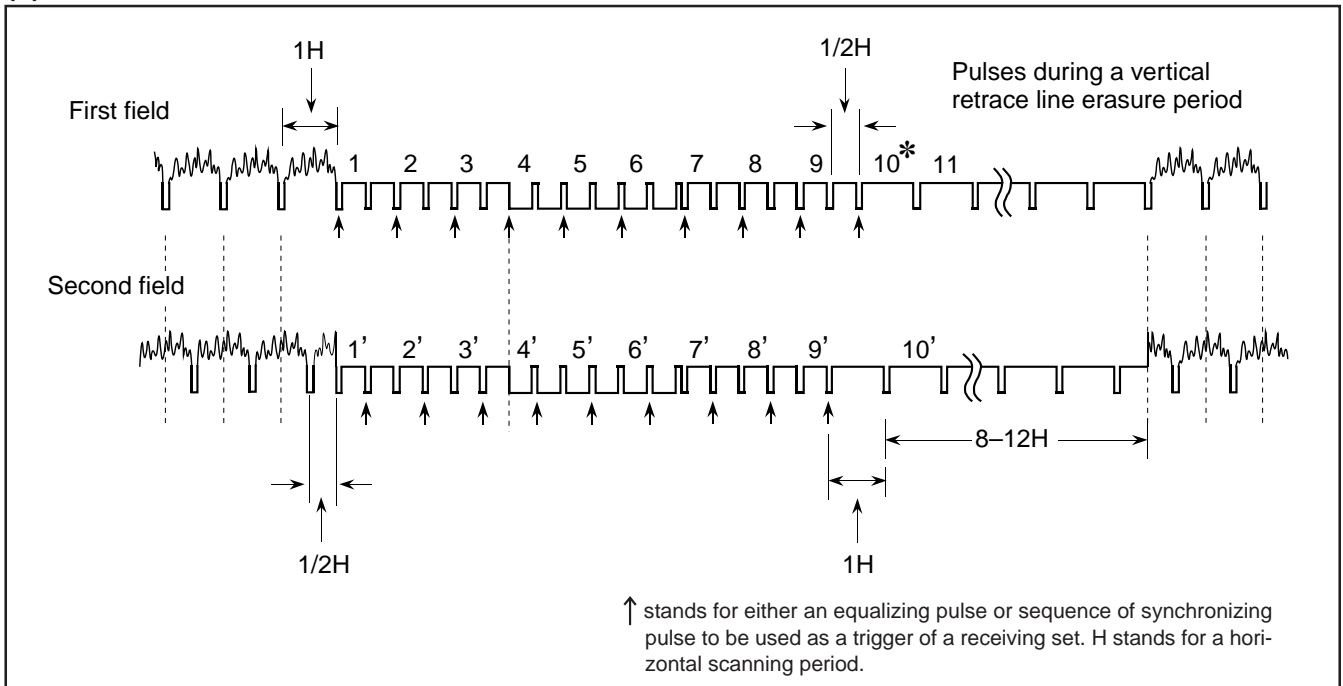 1H
1/2H
Pulses during a vertical
retrace line erasure period
First field
1 2 3 4 5 6 7 8 9 10* 11
Second field
1’ 2’ 3’ 4’ 5’ 6’ 7’ 8’ 9’ 10’
8–12H
1/2H
1H
↑ stands for either an equalizing pulse or sequence of synchronizing
pulse to be used as a trigger of a receiving set. H stands for a hori-
zontal scanning period.